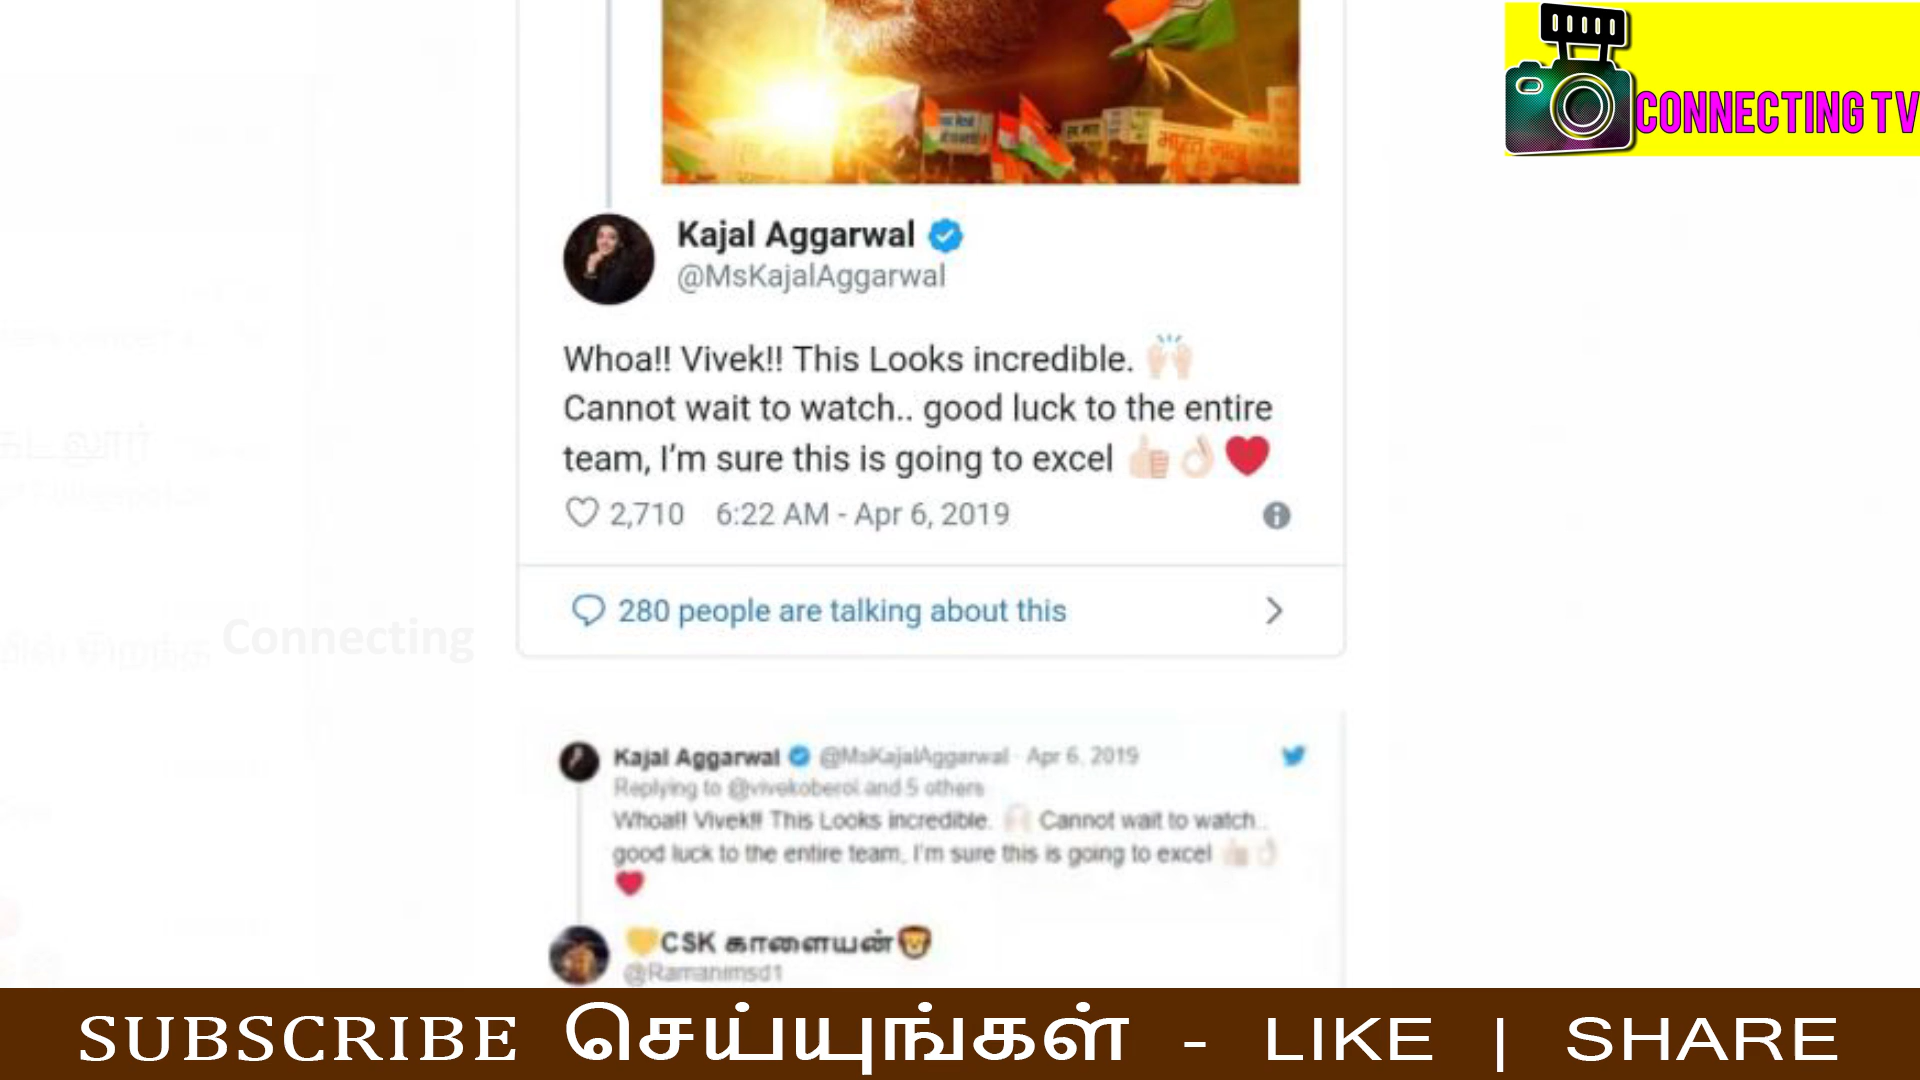 CONNECTING TV
भारत माता
Kajal Aggarwal
@MsKajalAggarwal
Whoa!! Vivek!! This Looks incredible. 🙌🏻
Cannot wait to watch.. good luck to the entire
team, I’m sure this is going to excel 👍🏻👌🏻❤️
2,710 6:22 AM - Apr 6, 2019
280 people are talking about this
கடலூர்
மில் சிறந்த
Connecting
Kajal Aggarwal @MsKajalAggarwal · Apr 6, 2019
Replying to @vivekoberoi and 5 others
Whoa!! Vivek!! This Looks incredible. 🙌🏻 Cannot wait to watch..
good luck to the entire team, I'm sure this is going to excel 👍🏻👌🏻
❤️
💛CSK காளையன்🦁
@Ramanimsd1
SUBSCRIBE செய்யுங்கள் - LIKE | SHARE